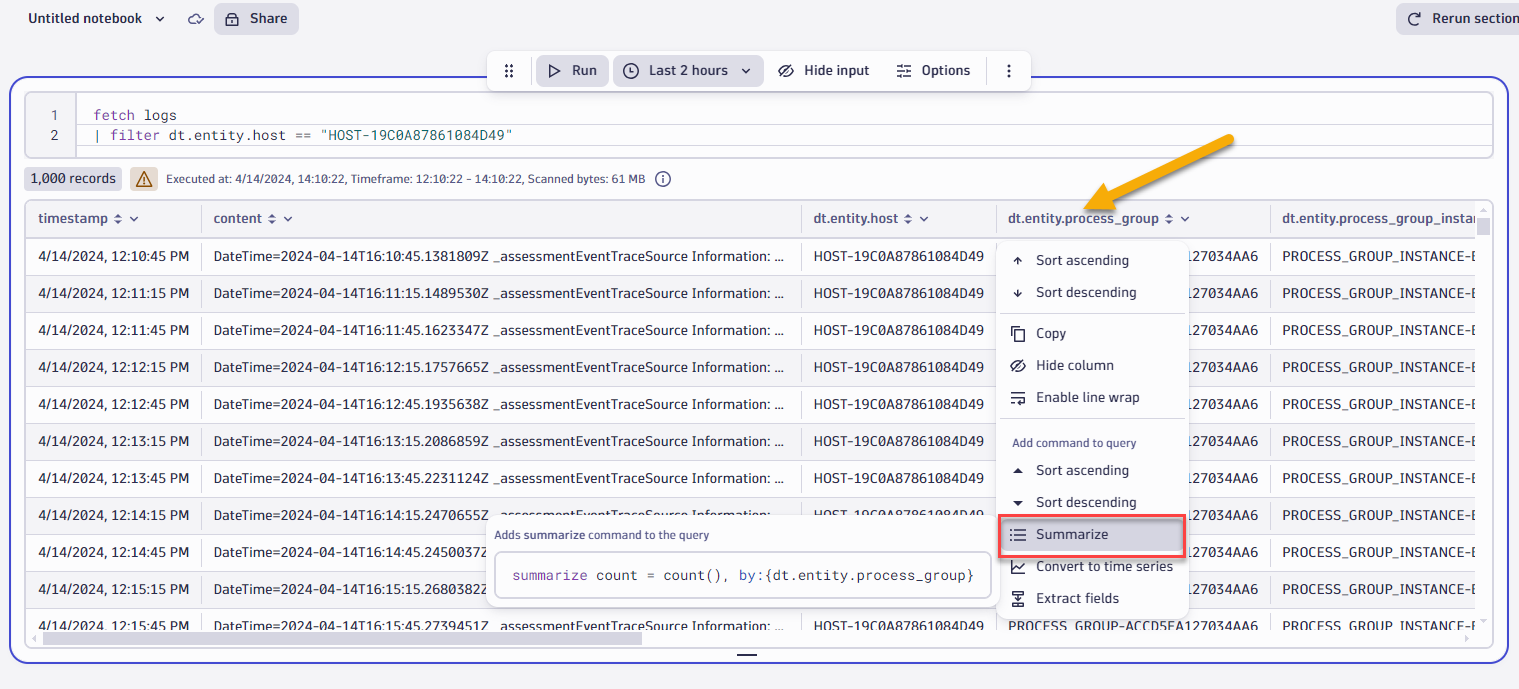 Untitled notebook Share Rerun section
Run Last 2 hours Hide input Options
1 fetch logs
2 | filter dt.entity.host == "HOST-19C0A87861084D49"
1,000 records Executed at: 4/14/2024, 14:10:22, Timeframe: 12:10:22 - 14:10:22, Scanned bytes: 61 MB
timestamp content dt.entity.host dt.entity.process_group dt.entity.process_group_insta
4/14/2024, 12:10:45 PM DateTime=2024-04-14T16:10:45.1381809Z _assessmentEventTraceSource Information: ... HOST-19C0A87861084D49 127034AA6 PROCESS_GROUP_INSTANCE-E
Sort ascending
4/14/2024, 12:11:15 PM DateTime=2024-04-14T16:11:15.1489530Z _assessmentEventTraceSource Information: ... HOST-19C0A87861084D49 127034AA6 PROCESS_GROUP_INSTANCE-E
Sort descending
4/14/2024, 12:11:45 PM DateTime=2024-04-14T16:11:45.1623347Z _assessmentEventTraceSource Information: ... HOST-19C0A87861084D49 127034AA6 PROCESS_GROUP_INSTANCE-E
Copy
4/14/2024, 12:12:15 PM DateTime=2024-04-14T16:12:15.1757665Z _assessmentEventTraceSource Information: ... HOST-19C0A87861084D49 127034AA6 PROCESS_GROUP_INSTANCE-E
Hide column
4/14/2024, 12:12:45 PM DateTime=2024-04-14T16:12:45.1935638Z _assessmentEventTraceSource Information: ... HOST-19C0A87861084D49 127034AA6 PROCESS_GROUP_INSTANCE-E
Enable line wrap
4/14/2024, 12:13:15 PM DateTime=2024-04-14T16:13:15.2086859Z _assessmentEventTraceSource Information: ... HOST-19C0A87861084D49 127034AA6 PROCESS_GROUP_INSTANCE-E
Add command to query
4/14/2024, 12:13:45 PM DateTime=2024-04-14T16:13:45.2231124Z _assessmentEventTraceSource Information: ... HOST-19C0A87861084D49 127034AA6 PROCESS_GROUP_INSTANCE-E
Sort ascending
4/14/2024, 12:14:15 PM DateTime=2024-04-14T16:14:15.2470655Z _assessmentEventTraceSource Information: ... HOST-19C0A87861084D49 127034AA6 PROCESS_GROUP_INSTANCE-E
Sort descending
Adds summarize command to the query
Summarize
4/14/2024, 12:14:45 PM DateTime=2024-04-14T16:14:45.2450037Z 127034AA6 PROCESS_GROUP_INSTANCE-E
summarize count = count(), by:{dt.entity.process_group}
Convert to time series
4/14/2024, 12:15:15 PM DateTime=2024-04-14T16:15:15.2680382Z 127034AA6 PROCESS_GROUP_INSTANCE-E
Extract fields
4/14/2024, 12:15:45 PM DateTime=2024-04-14T16:15:45.2739451Z _assessmentEventTraceSource Information: ... HOST-19C0A87861084D49 PROCESS_GROUP-ACCD5EA127034AA6 PROCESS_GROUP_INSTANCE-E